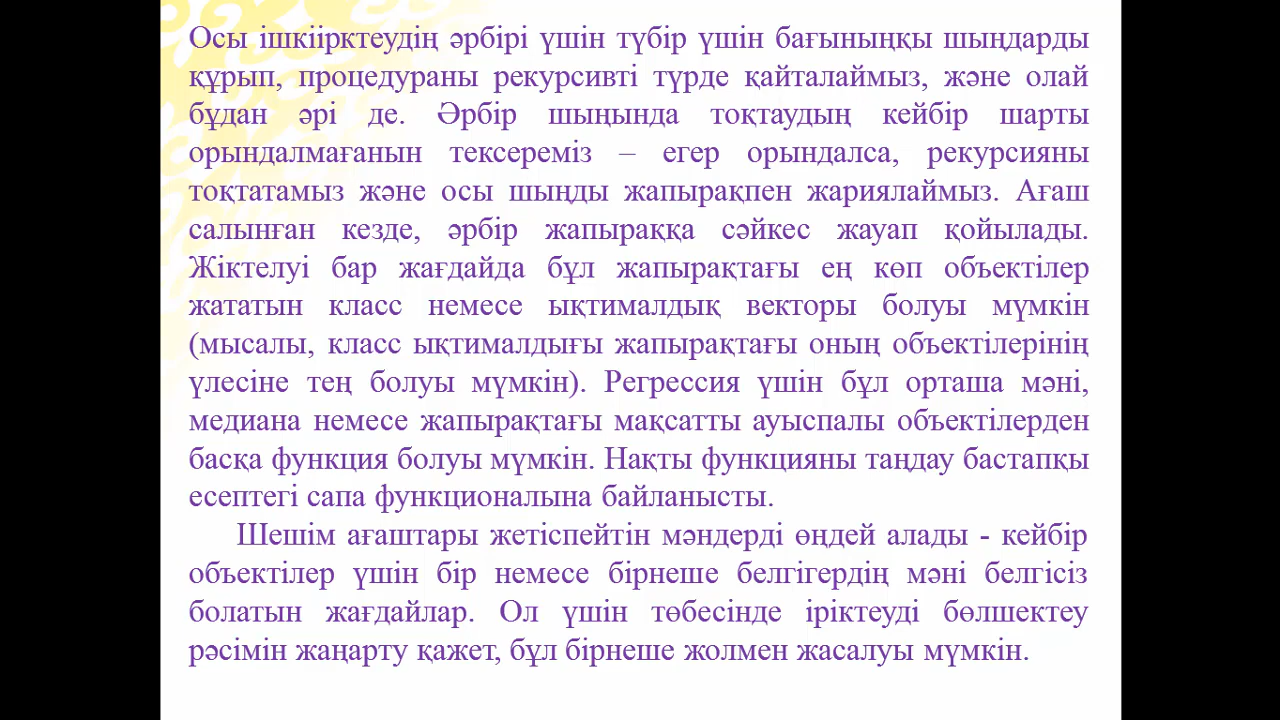 Осы ішкіірктеудің әрбірі үшін түбір үшін бағыныңқы шыңдарды
құрып, процедураны рекурсивті түрде қайталаймыз, және олай
бұдан әрі де. Әрбір шыңында тоқтаудың кейбір шарты
орындалмағанын тексереміз – егер орындалса, рекурсияны
тоқтатамыз және осы шыңды жапырақпен жариялаймыз. Ағаш
салынған кезде, әрбір жапыраққа сәйкес жауап қойылады.
Жіктелуі бар жағдайда бұл жапырақтағы ең көп объектілер
жататын класс немесе ықтималдық векторы болуы мүмкін
(мысалы, класс ықтималдығы жапырақтағы оның объектілерінің
үлесіне тең болуы мүмкін). Регрессия үшін бұл орташа мәні,
медиана немесе жапырақтағы мақсатты ауыспалы объектілерден
басқа функция болуы мүмкін. Нақты функцияны таңдау бастапқы
есептегі сапа функционалына байланысты.
Шешім ағаштары жетіспейтін мәндерді өңдей алады - кейбір
объектілер үшін бір немесе бірнеше белгігердің мәні белгісіз
болатын жағдайлар. Ол үшін төбесінде іріктеуді бөлшектеу
рәсімін жаңарту қажет, бұл бірнеше жолмен жасалуы мүмкін.